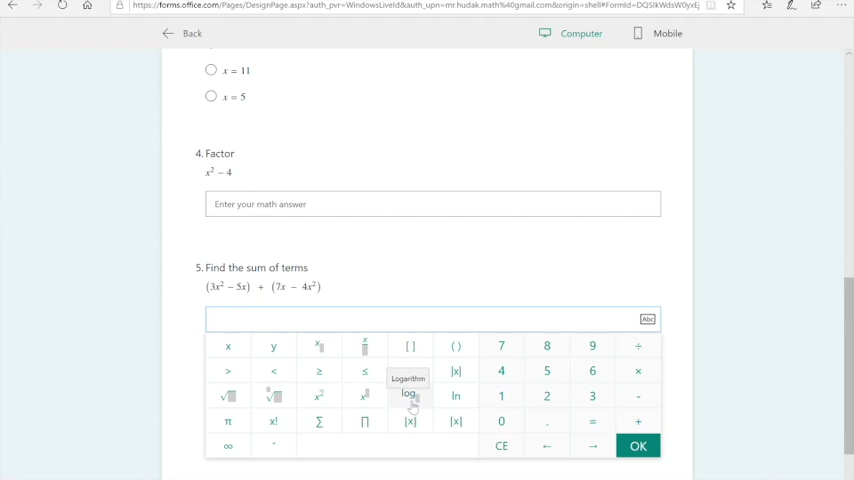 https://forms.office.com/Pages/DesignPage.aspx?auth_pvr=WindowsLiveId&auth_upn=mr.hudak.math%40gmail.com&origin=shell#FormId=DQSIkWdsW0yxEj
Back
Computer
Mobile
x = 11
x = 5
4. Factor
x² − 4
Enter your math answer
5. Find the sum of terms
(3x² − 5x) + (7x − 4x²)
Abc
x y x x [ ] ( ) 7 8 9 ÷
> < ≥ ≤ |x| 4 5 6 ×
Logarithm
√ √ x² x log ln 1 2 3 -
π x! ∑ ∏ ⌊x⌋ ⌈x⌉ 0 . = +
∞ ° CE ← → OK